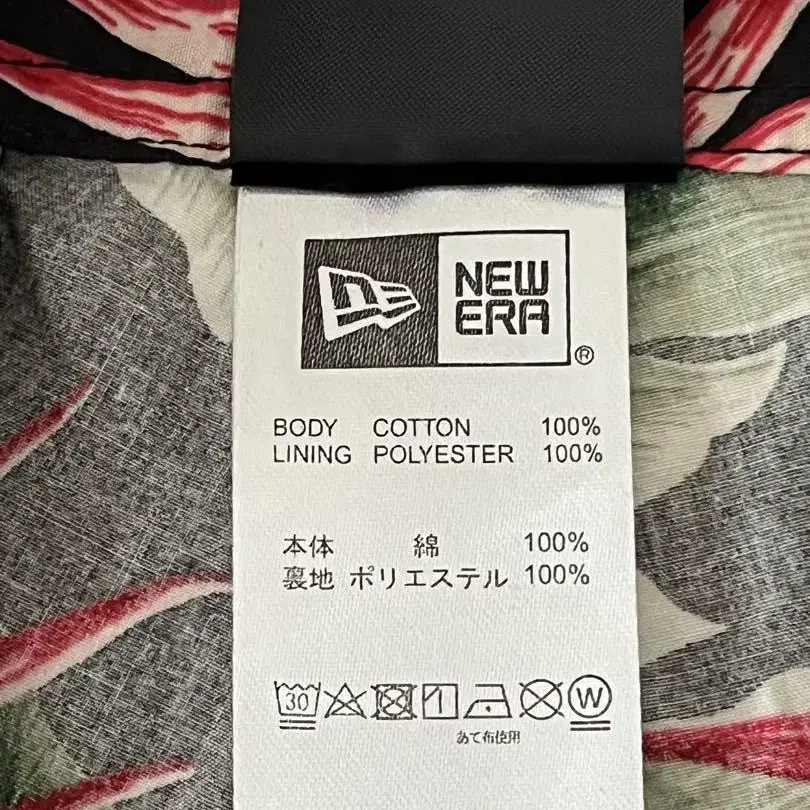 NEW
ERA
®
BODY COTTON 100%
LINING POLYESTER 100%
本体 綿 100%
裏地 ポリエステル 100%
30 W
あて布使用